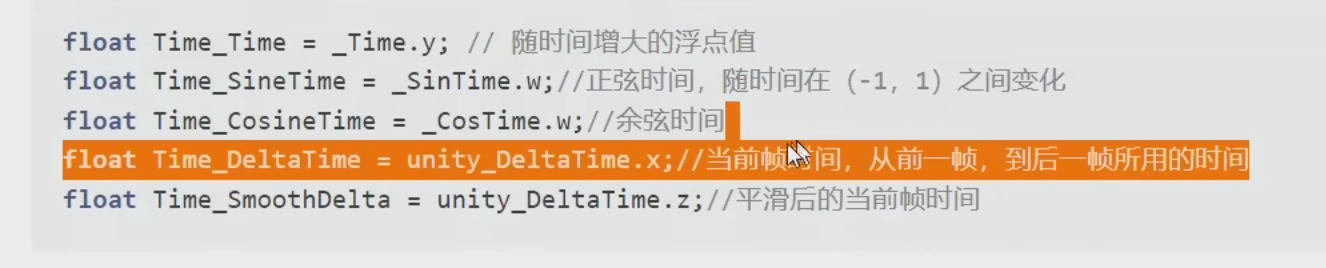 float Time_Time = _Time.y; // 随时间增大的浮点值
float Time_SineTime = _SinTime.w;//正弦时间，随时间在（-1，1）之间变化
float Time_CosineTime = _CosTime.w;//余弦时间
float Time_DeltaTime = unity_DeltaTime.x;//当前帧时间，从前一帧，到后一帧所用的时间
float Time_SmoothDelta = unity_DeltaTime.z;//平滑后的当前帧时间